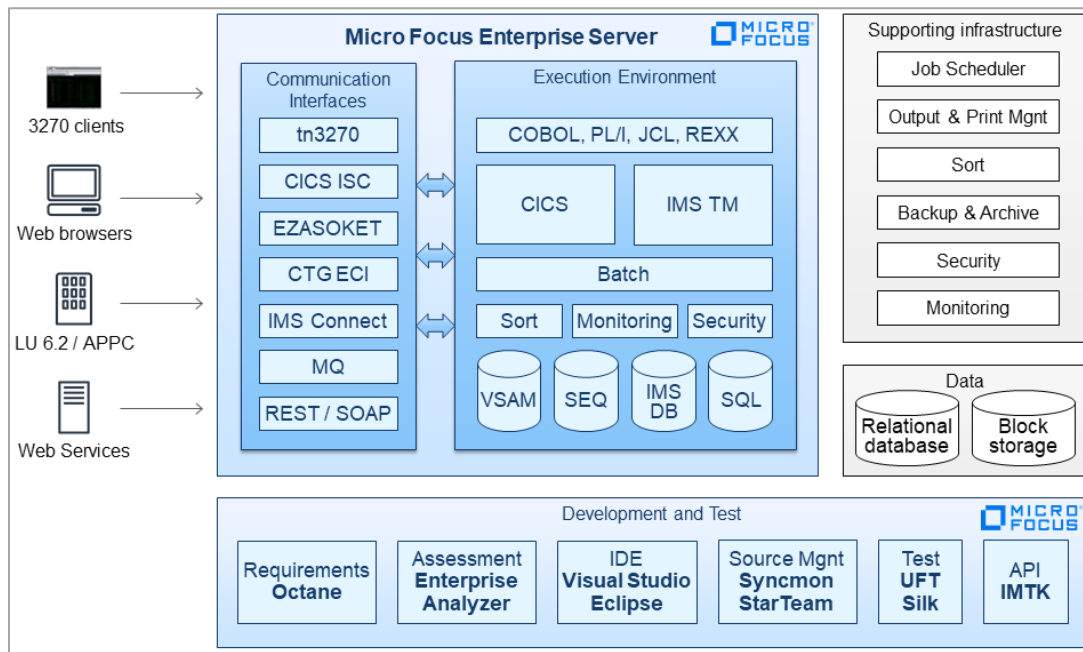 Micro Focus Enterprise Server
MICRO
FOCUS
3270 clients
Web browsers
LU 6.2 / APPC
Web Services
Communication
Interfaces
tn3270
CICS ISC
EZASOKET
CTG ECI
IMS Connect
MQ
REST / SOAP
Execution Environment
COBOL, PL/I, JCL, REXX
CICS
IMS TM
Batch
Sort
Monitoring
Security
VSAM
SEQ
IMS
DB
SQL
Supporting infrastructure
Job Scheduler
Output & Print Mgnt
Sort
Backup & Archive
Security
Monitoring
Data
Relational
database
Block
storage
Development and Test
MICRO
FOCUS
Requirements
Octane
Assessment
Enterprise
Analyzer
IDE
Visual Studio
Eclipse
Source Mgnt
Syncmon
StarTeam
Test
UFT
Silk
API
IMTK